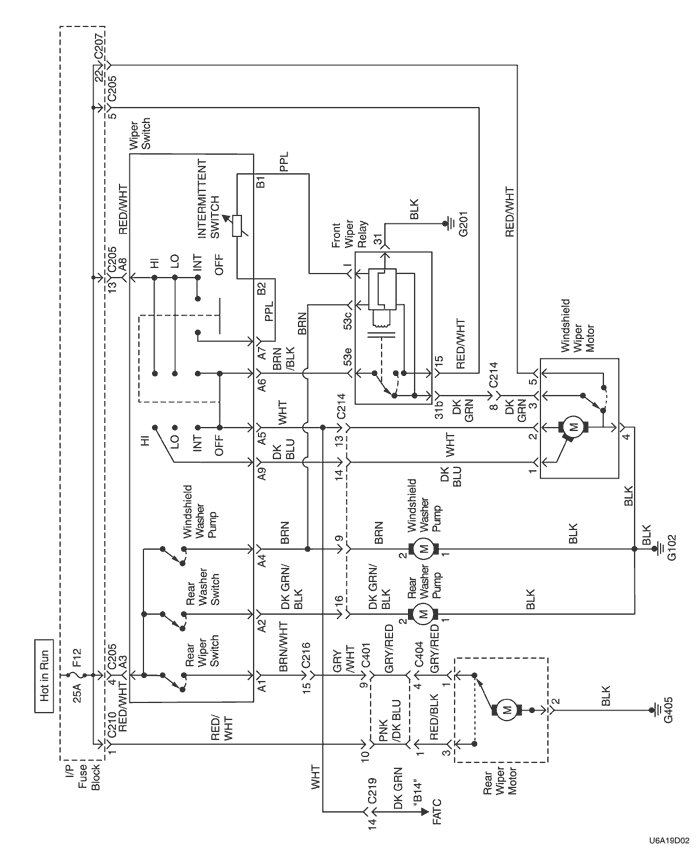 Hot in Run
I/P
Fuse
Block
F12
25A
1
C210
4
C205
RED/WHT
A3
13
C205
A8
RED/WHT
5
C205
22
C207
Wiper
Switch
HI
LO
INT
OFF
INTERMITTENT
SWITCH
HI
LO
INT
OFF
Windshield
Washer
Pump
Rear
Washer
Switch
Rear
Wiper
Switch
A1
A2
A4
A9
A5
A6
A7
B2
B1
PPL
PPL
BRN
/BLK
WHT
DK
BLU
BRN
DK GRN/
BLK
BRN/WHT
RED/
WHT
BRN
Front
Wiper
Relay
I
53c
53e
31
BLK
G201
15
31b
RED/WHT
DK
GRN
8
C214
DK
GRN
RED/WHT
C214
13
14
9
16
WHT
DK
BLU
BRN
DK GRN/
BLK
15
C216
GRY
/WHT
9
C401
10
GRY/RED
PNK
/DK BLU
C404
4
1
GRY/RED
RED/BLK
1
3
Windshield
Wiper
Motor
5
3
2
1
4
M
BLK
Windshield
Washer
Pump
2
M
1
BLK
Rear
Washer
Pump
2
M
1
BLK
BLK
G102
Rear
Wiper
Motor
M
2
BLK
G405
WHT
14
C219
DK GRN
"B14"
FATC
U6A19D02